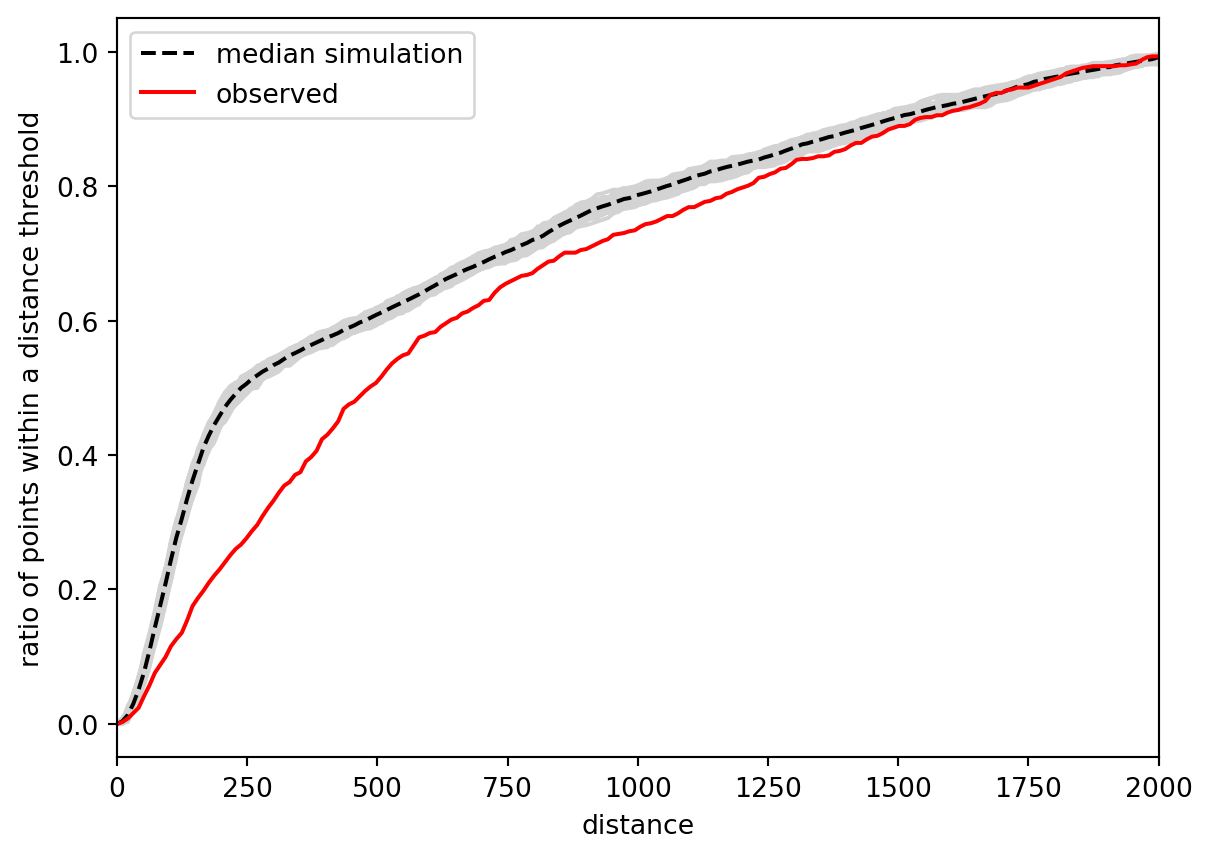 median simulation
observed
ratio of points within a distance threshold
1.0
0.8
0.6
0.4
0.2
0.0
0 250 500 750 1000 1250 1500 1750 2000
distance